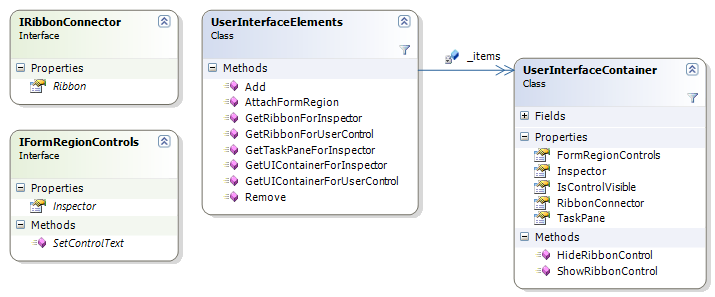 IRibbonConnector
Interface
Properties
Ribbon
IFormRegionControls
Interface
Properties
Inspector
Methods
SetControlText
UserInterfaceElements
Class
Methods
Add
AttachFormRegion
GetRibbonForInspector
GetRibbonForUserControl
GetTaskPaneForInspector
GetUIContainerForInspector
GetUIContainerForUserControl
Remove
_items
UserInterfaceContainer
Class
Fields
Properties
FormRegionControls
Inspector
IsControlVisible
RibbonConnector
TaskPane
Methods
HideRibbonControl
ShowRibbonControl